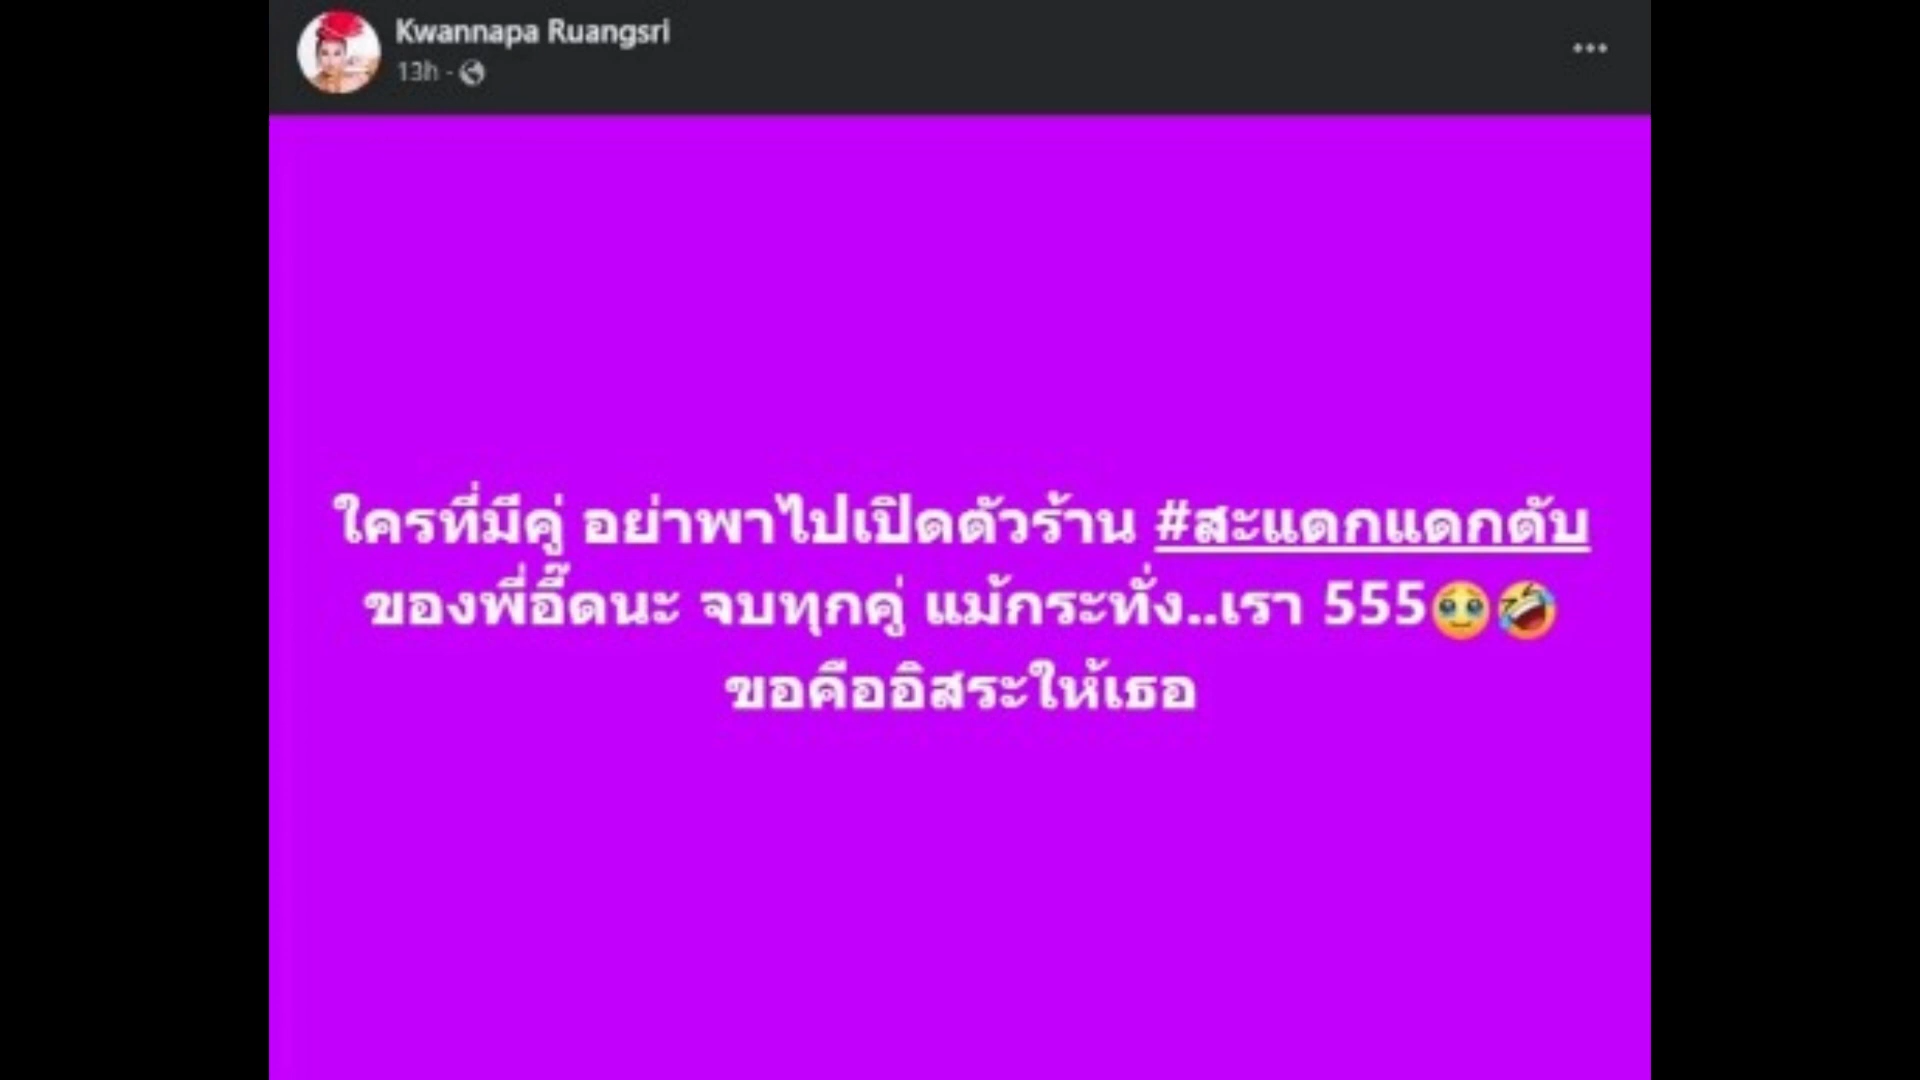 Kwannapa Ruangsri
13h
ใครที่มีคู่ อย่าพาไปเปิดตัวร้าน #สะแดกแดกตับ
ของพี่อี๊ดนะ จบทุกคู่ แม้กระทั่ง..เรา 555🥹🤣
ขอคืออิสระให้เธอ